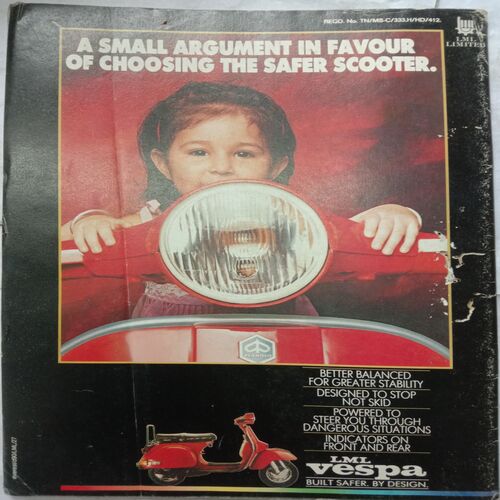 REGD. No. TN/MS-C/333.H/HD/412.
LML
LIMITED
A SMALL ARGUMENT IN FAVOUR
OF CHOOSING THE SAFER SCOOTER.
PIAGGIO
BETTER BALANCED
FOR GREATER STABILITY
DESIGNED TO STOP
NOT SKID
POWERED TO
STEER YOU THROUGH
DANGEROUS SITUATIONS
INDICATORS ON
FRONT AND REAR
LML
vespa
BUILT SAFER. BY DESIGN.